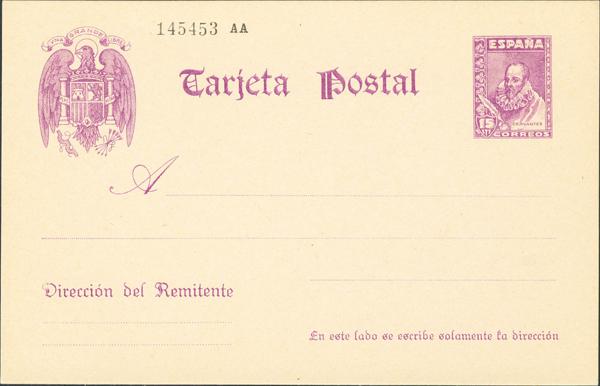 145453 AA
UNA GRANDE LIBRE
ESPAÑA
Tarjeta Postal
CERVANTES
15 CTS
CORREOS
A
Dirección del Remitente
En este lado se escribe solamente la dirección